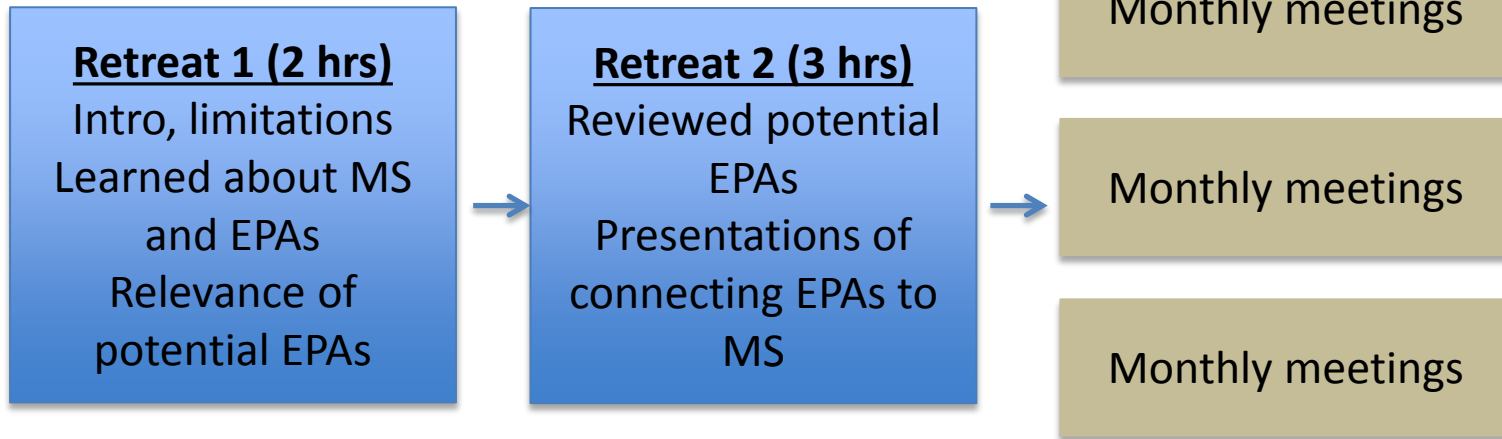 Retreat 1 (2 hrs)
Intro, limitations
Learned about MS
and EPAs
Relevance of
potential EPAs
Retreat 2 (3 hrs)
Reviewed potential
EPAs
Presentations of
connecting EPAs to
MS
Monthly meetings
Monthly meetings
Monthly meetings